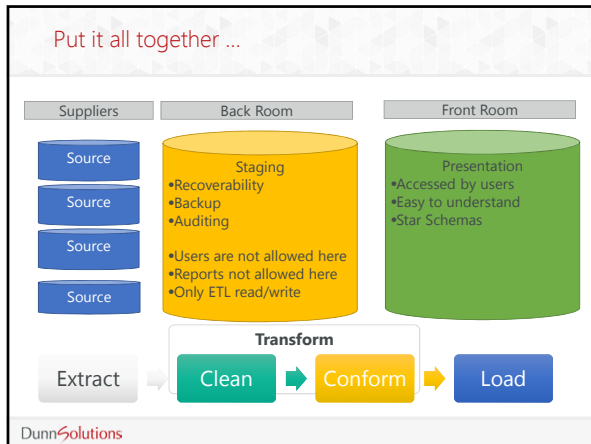 Put it all together ...
Suppliers
Back Room
Front Room
Source
Source
Source
Source
Staging
•Recoverability
•Backup
•Auditing
•Users are not allowed here
•Reports not allowed here
•Only ETL read/write
Presentation
•Accessed by users
•Easy to understand
•Star Schemas
Transform
Extract
Clean
Conform
Load
DunnSolutions